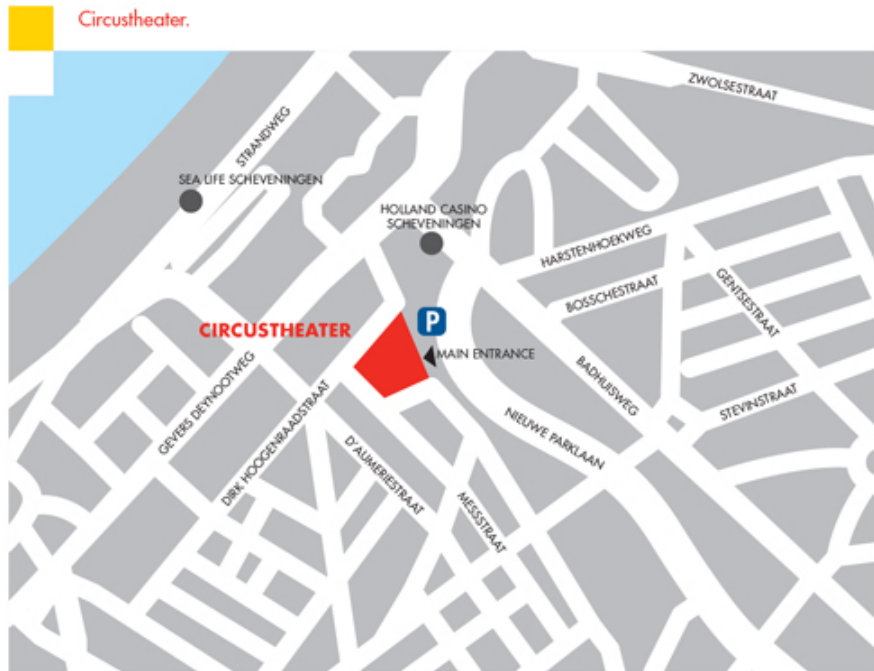 Circustheater.
ZWOLSESTRAAT
STRANDWEG
SEA LIFE SCHEVENINGEN
HOLLAND CASINO
SCHEVENINGEN
HARSTENHOEKWEG
BOSSCHESTRAAT
GENTSESTRAAT
P
CIRCUSTHEATER
MAIN ENTRANCE
GEVERS DEYNOOTWEG
BADHUISWEG
STEVINSTRAAT
DIRK HOOGENRAADSTRAAT
NIEUWE PARKLAAN
D'AUMERIESTRAAT
MESSSTRAAT